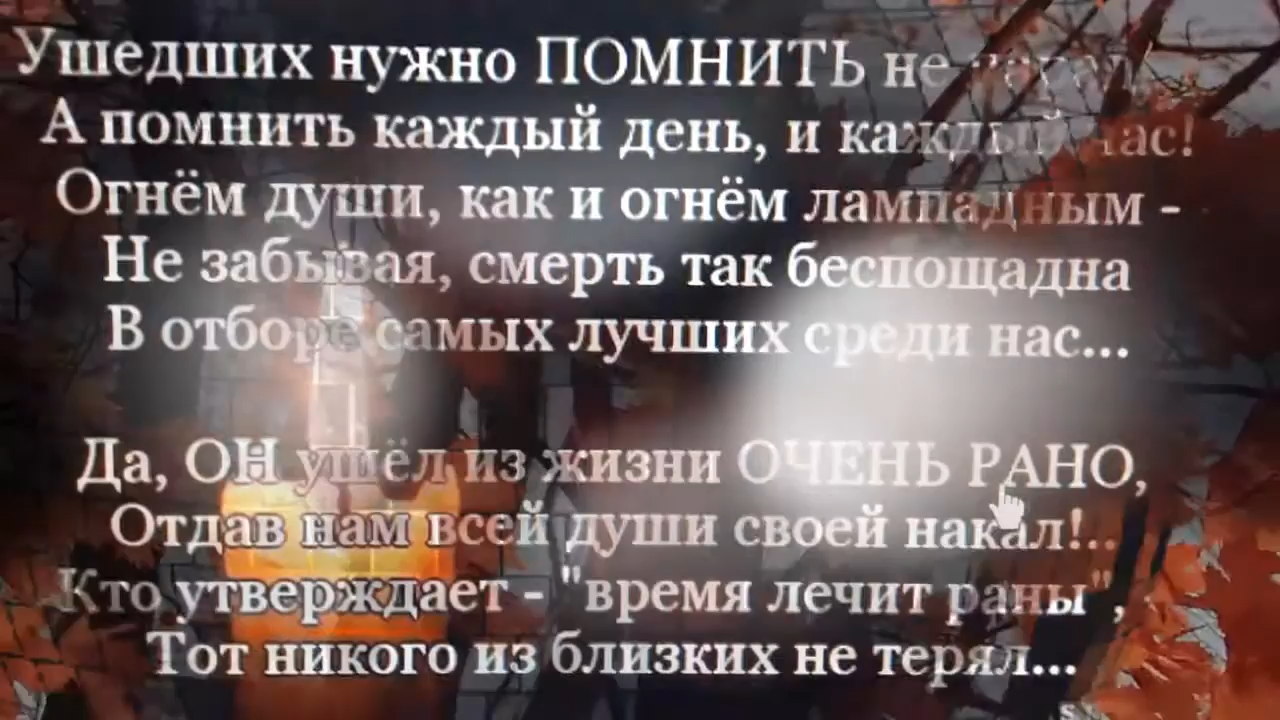 Ушедших нужно ПОМНИТЬ не
А помнить каждый день, и каждый час!
Огнём души, как и огнём лампадным -
Не забывая, смерть так беспощадна
В отборе самых лучших среди нас...
Да, ОН ушёл из жизни ОЧЕНЬ РАНО,
Отдав нам всей души своей накал!..
Кто утверждает - "время лечит раны",
Тот никого из близких не терял...